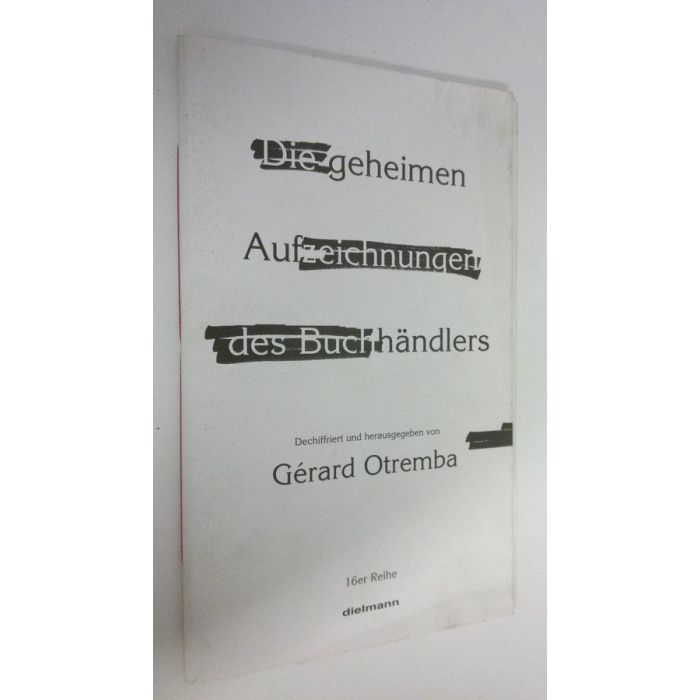 Die geheimen
Aufzeichnungen
des Buchhändlers
Dechiffriert und herausgegeben von
Gérard Otremba
16er Reihe
dielmann